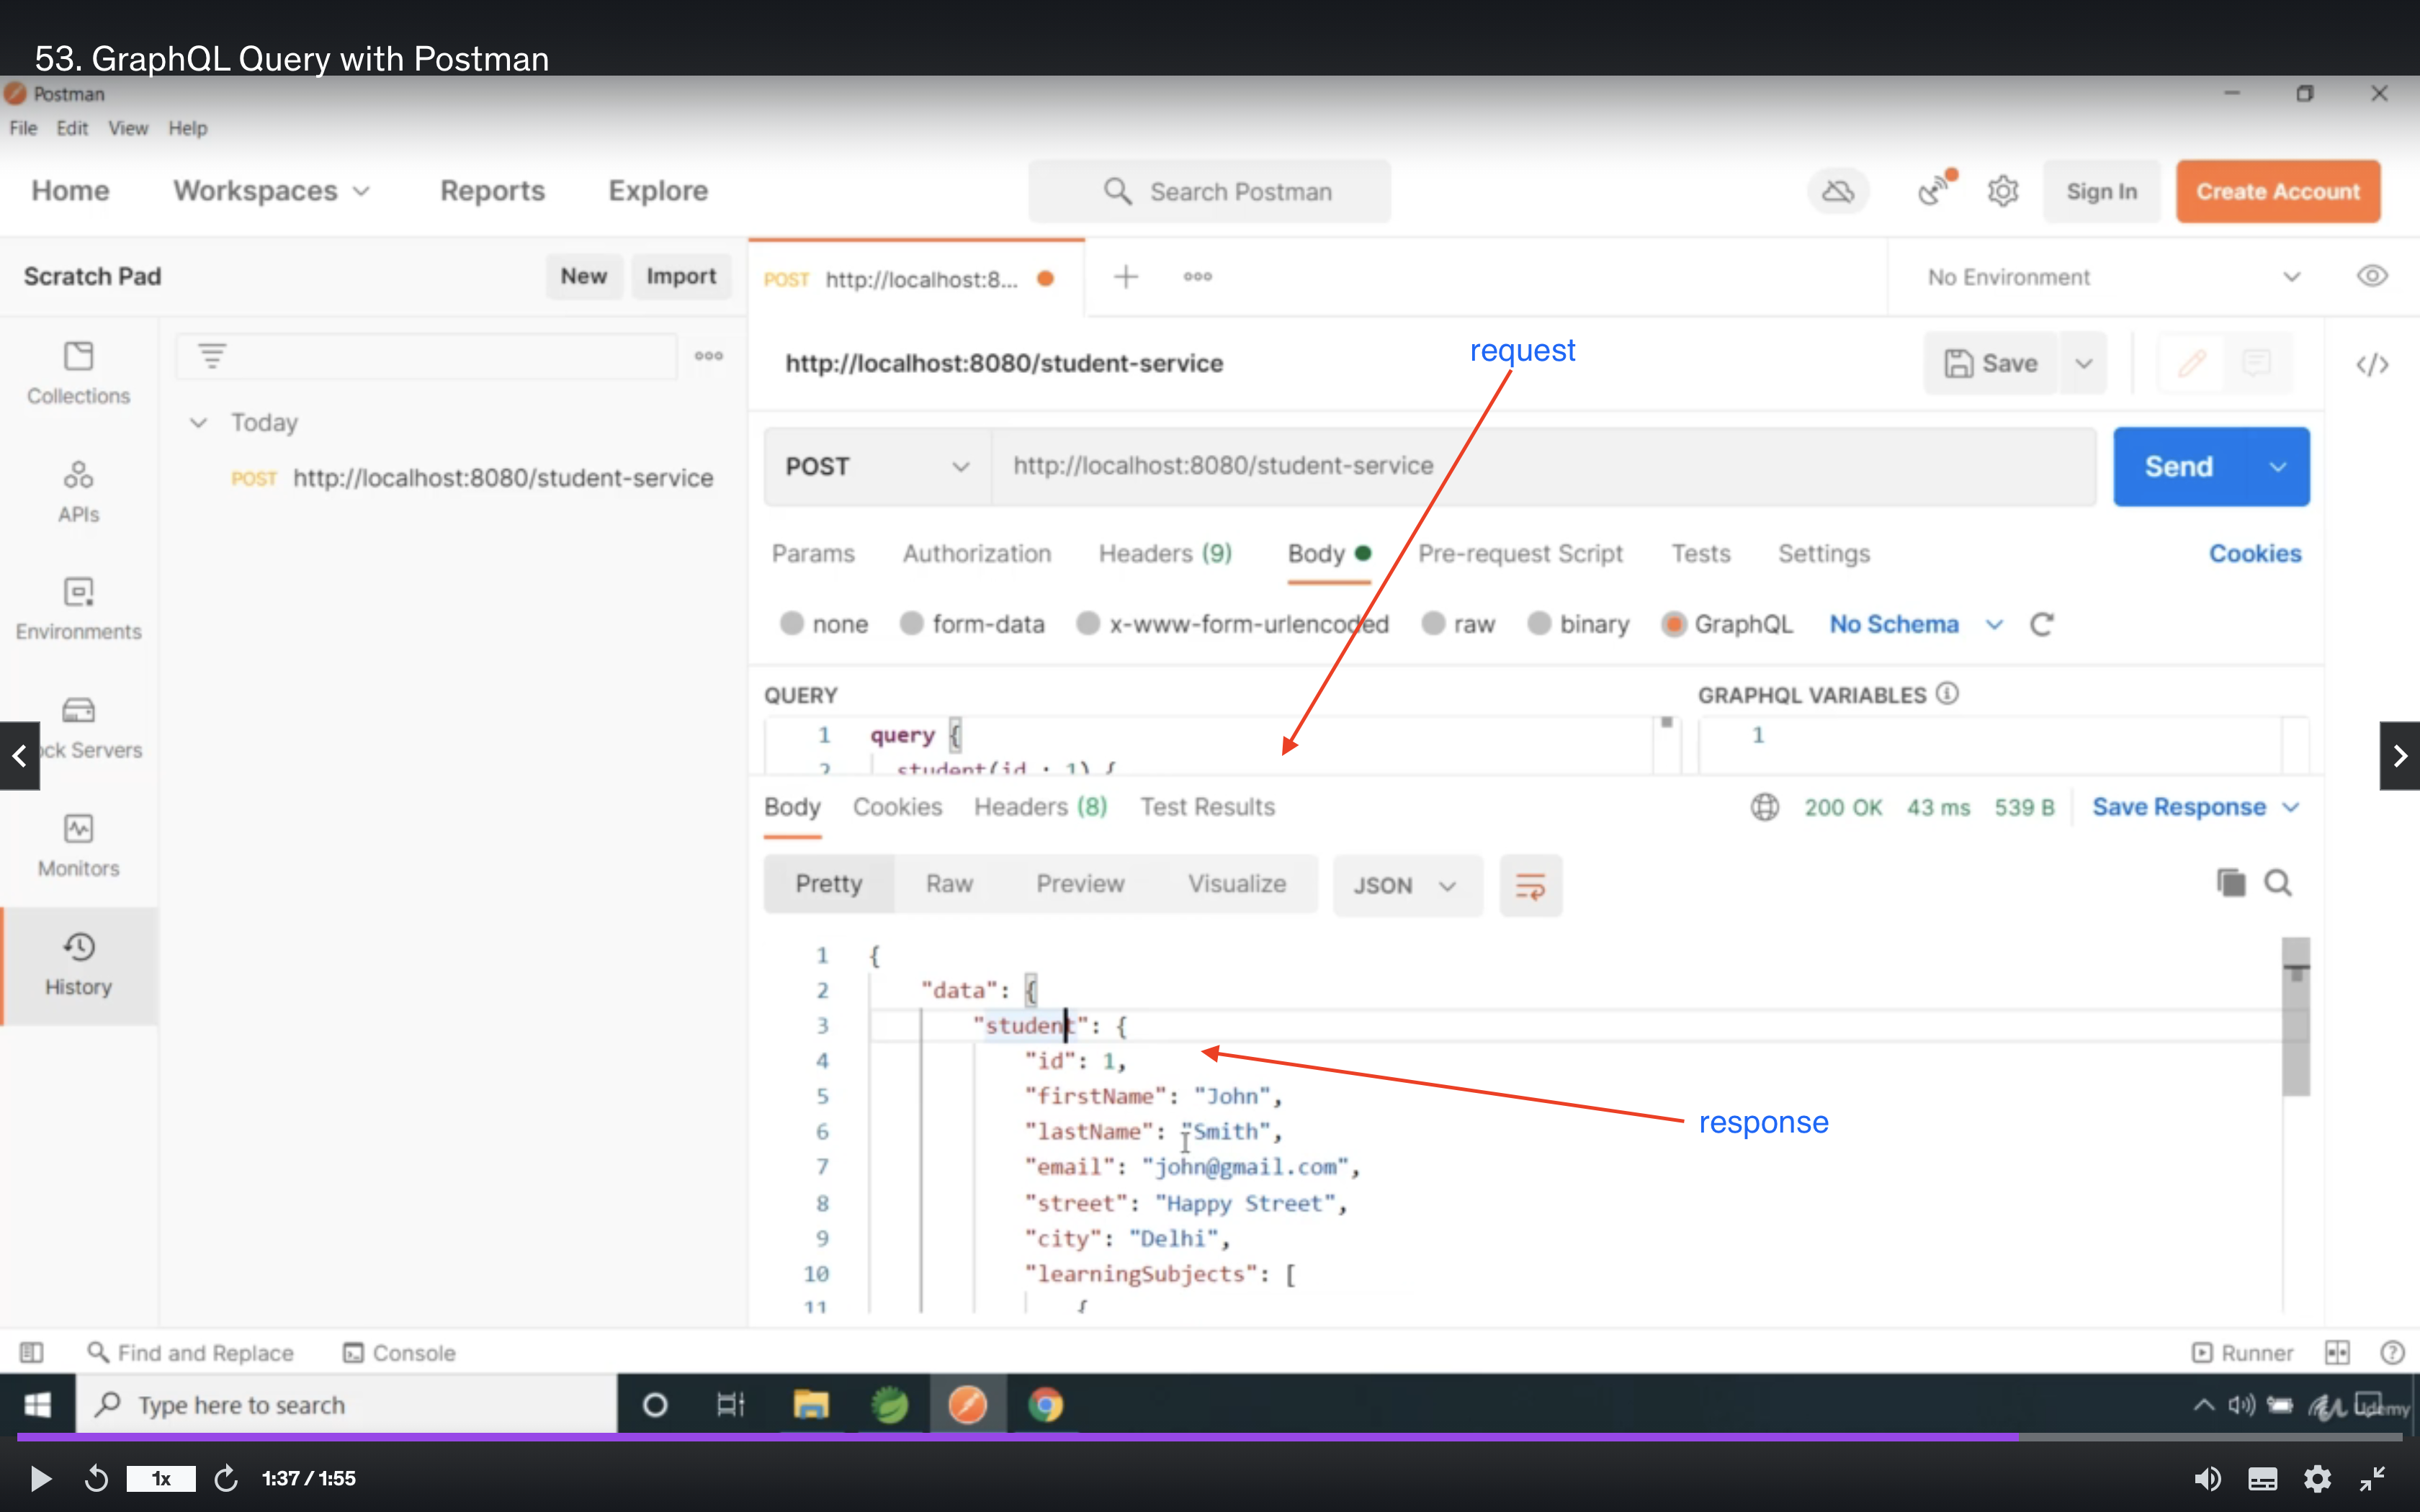 53. GraphQL Query with Postman
Postman
File Edit View Help
Home Workspaces Reports Explore Search Postman Sign In Create Account
Scratch Pad New Import POST http://localhost:8... No Environment
http://localhost:8080/student-service request Save
Collections
Today
POST http://localhost:8080/student-service
POST http://localhost:8080/student-service Send
APIs
Params Authorization Headers (9) Body Pre-request Script Tests Settings Cookies
none form-data x-www-form-urlencoded raw binary GraphQL No Schema
Environments
QUERY GRAPHQL VARIABLES
1 query { 1
2 student(id : 1) {
ck Servers
Body Cookies Headers (8) Test Results 200 OK 43 ms 539 B Save Response
Monitors
Pretty Raw Preview Visualize JSON
History
1 {
2 "data": {
3 "student": {
4 "id": 1,
5 "firstName": "John",
6 "lastName": "Smith",
7 "email": "john@gmail.com",
8 "street": "Happy Street",
9 "city": "Delhi",
10 "learningSubjects": [
11 {
response
Find and Replace Console Runner
Type here to search
Udemy
1x 1:37 / 1:55